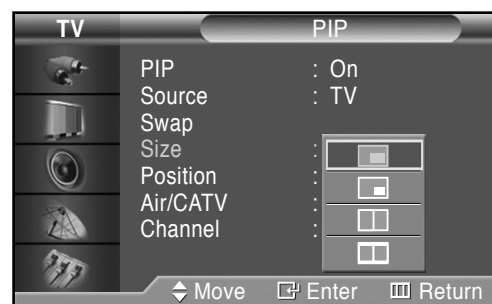 TV PIP
PIP : On
Source : TV
Swap
Size :
Position :
Air/CATV :
Channel :
Move Enter Return